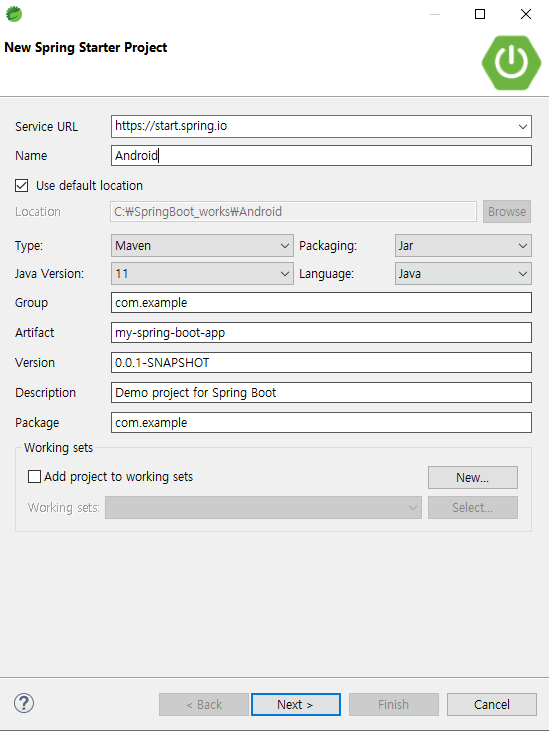 New Spring Starter Project
Service URL https://start.spring.io
Name Android
Use default location
Location C:₩SpringBoot_works₩Android Browse
Type: Maven Packaging: Jar
Java Version: 11 Language: Java
Group com.example
Artifact my-spring-boot-app
Version 0.0.1-SNAPSHOT
Description Demo project for Spring Boot
Package com.example
Working sets
Add project to working sets New...
Working sets: Select...
? < Back Next > Finish Cancel